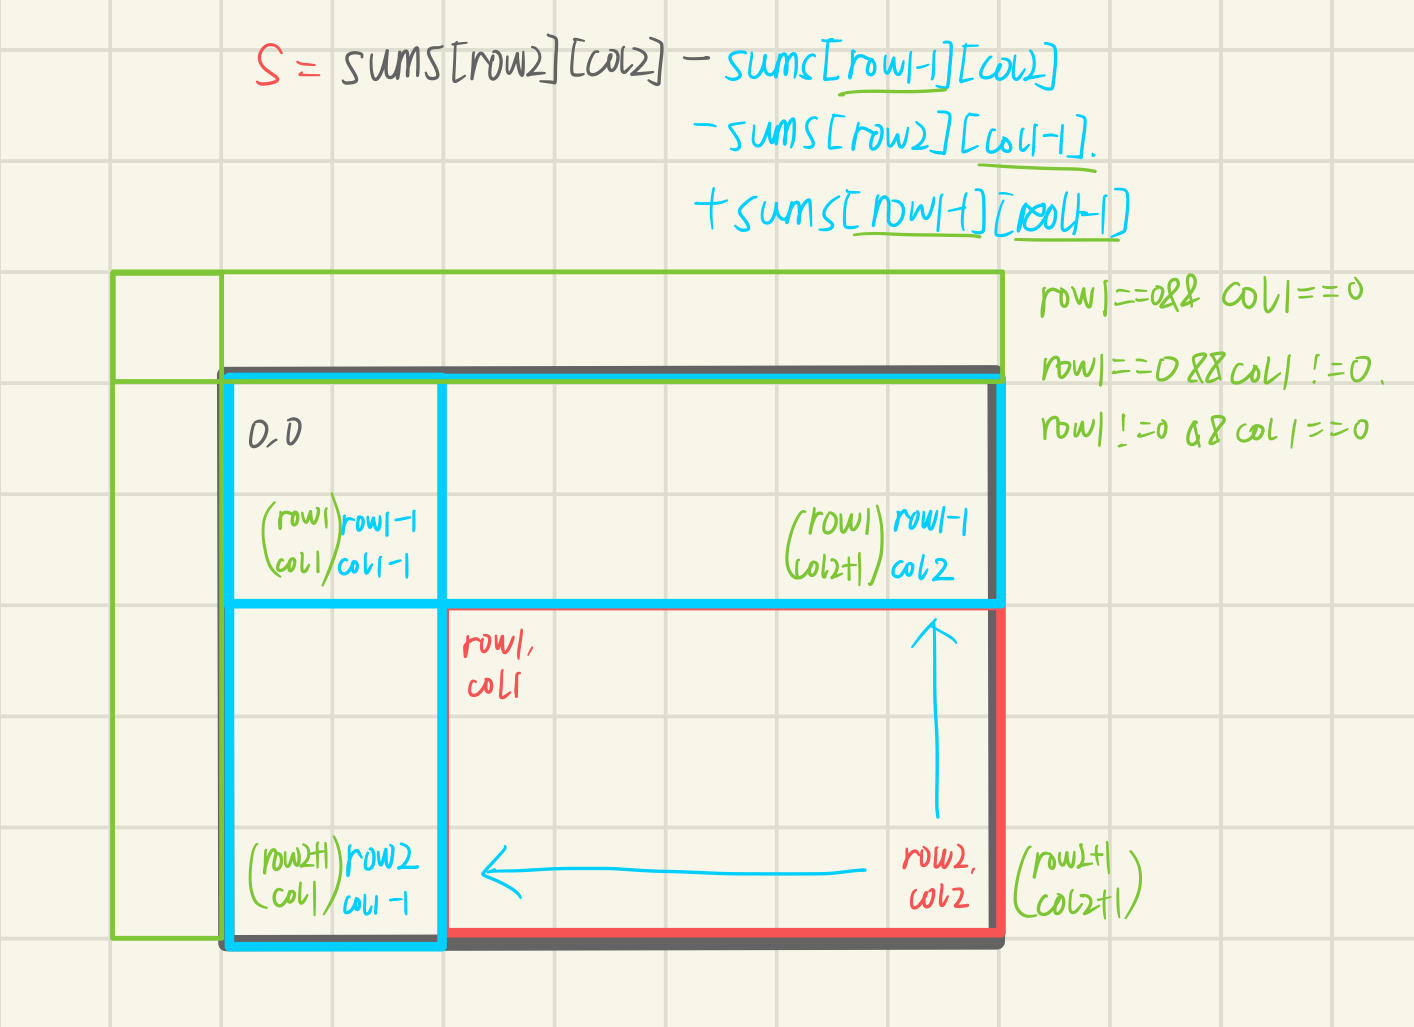 S = sums[row2][col2] - sums[row1-1][col2]
-sums[row2][col1-1].
+sums[row1-1][col1-1]
row1==0&& col1==0
row1==0 && col1 !=0.
row1 !=0 && col1==0
0,0
(row1 col1) row1-1
col1-1
(row1 col2+1) row1-1
col2
row1,
col1
(row2+1 col1) row2
col1-1
row2,
col2
(row2+1
col2+1)